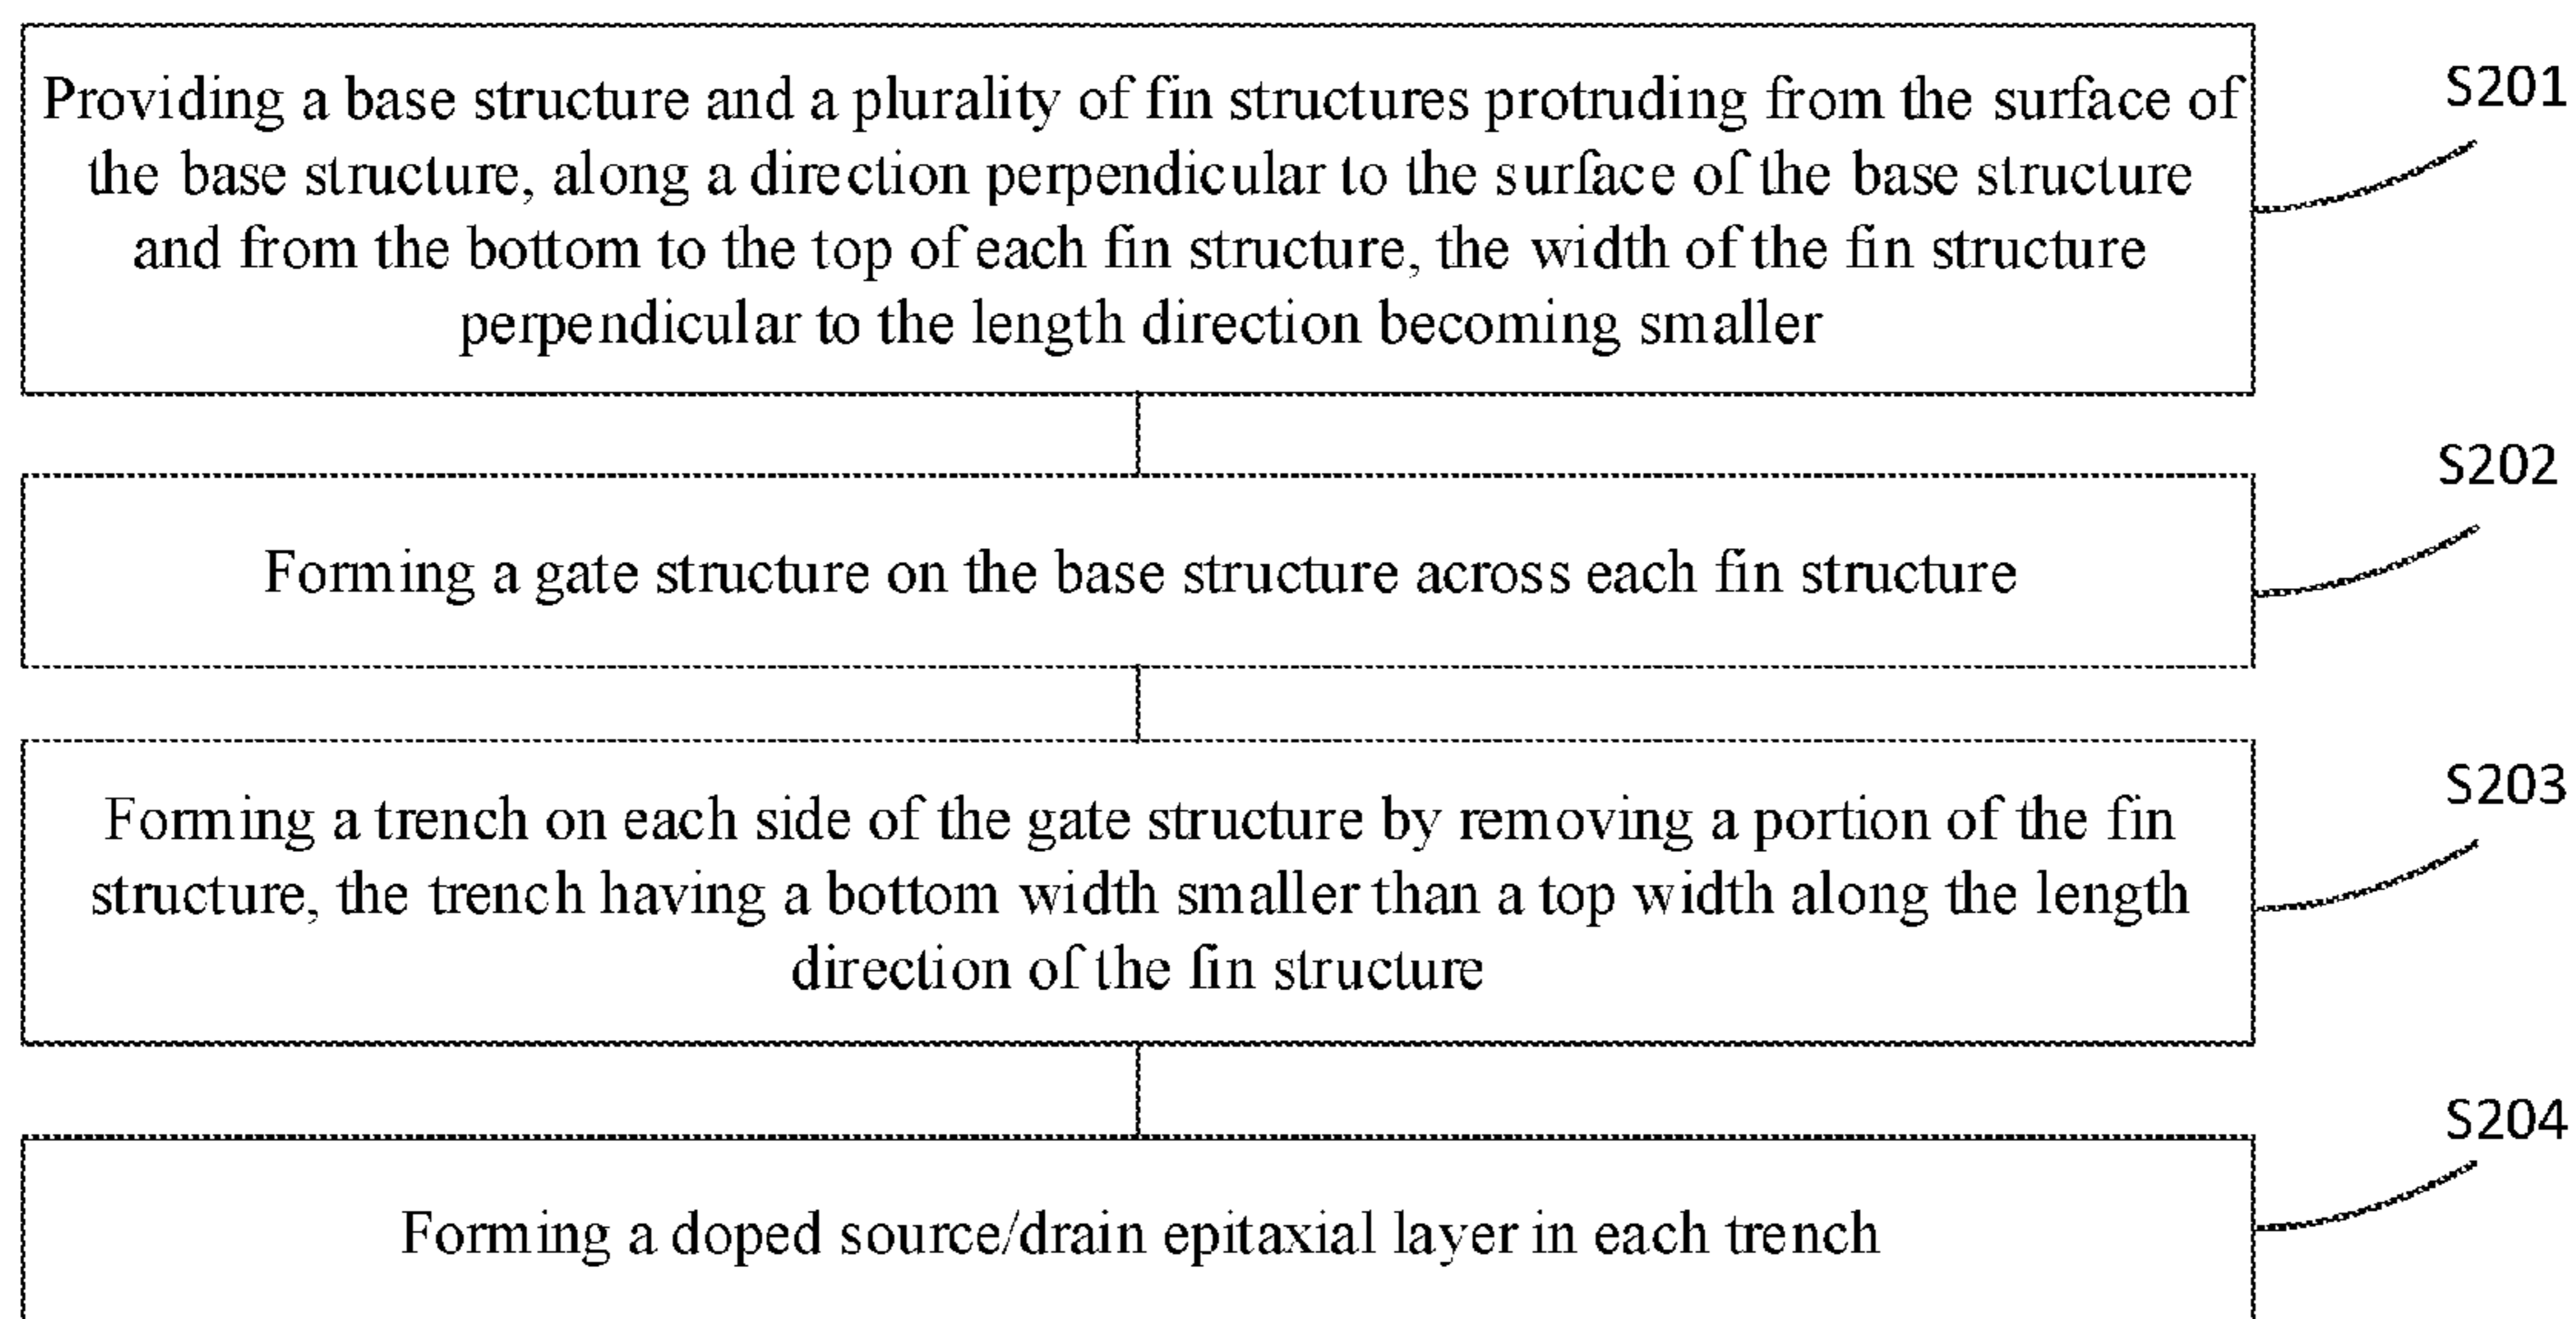 Providing a base structure and a plurality of fin structures protruding from the surface of
the base structure, along a direction perpendicular to the surface of the base structure
and from the bottom to the top of each fin structure, the width of the fin structure
perpendicular to the length direction becoming smaller
S201
Forming a gate structure on the base structure across each fin structure
S202
Forming a trench on each side of the gate structure by removing a portion of the fin
structure, the trench having a bottom width smaller than a top width along the length
direction of the fin structure
S203
Forming a doped source/drain epitaxial layer in each trench
S204